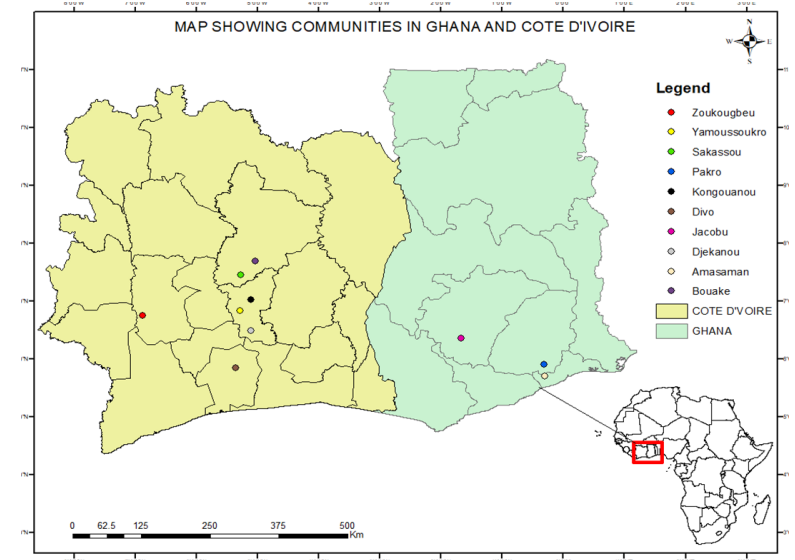 MAP SHOWING COMMUNITIES IN GHANA AND COTE D'IVOIRE
N
W E
S
Legend
Zoukougbeu
Yamoussoukro
Sakassou
Pakro
Kongouanou
Divo
Jacobu
Djekanou
Amasaman
Bouake
COTE D'IVOIRE
GHANA
0 62.5 125 250 375 500
Km